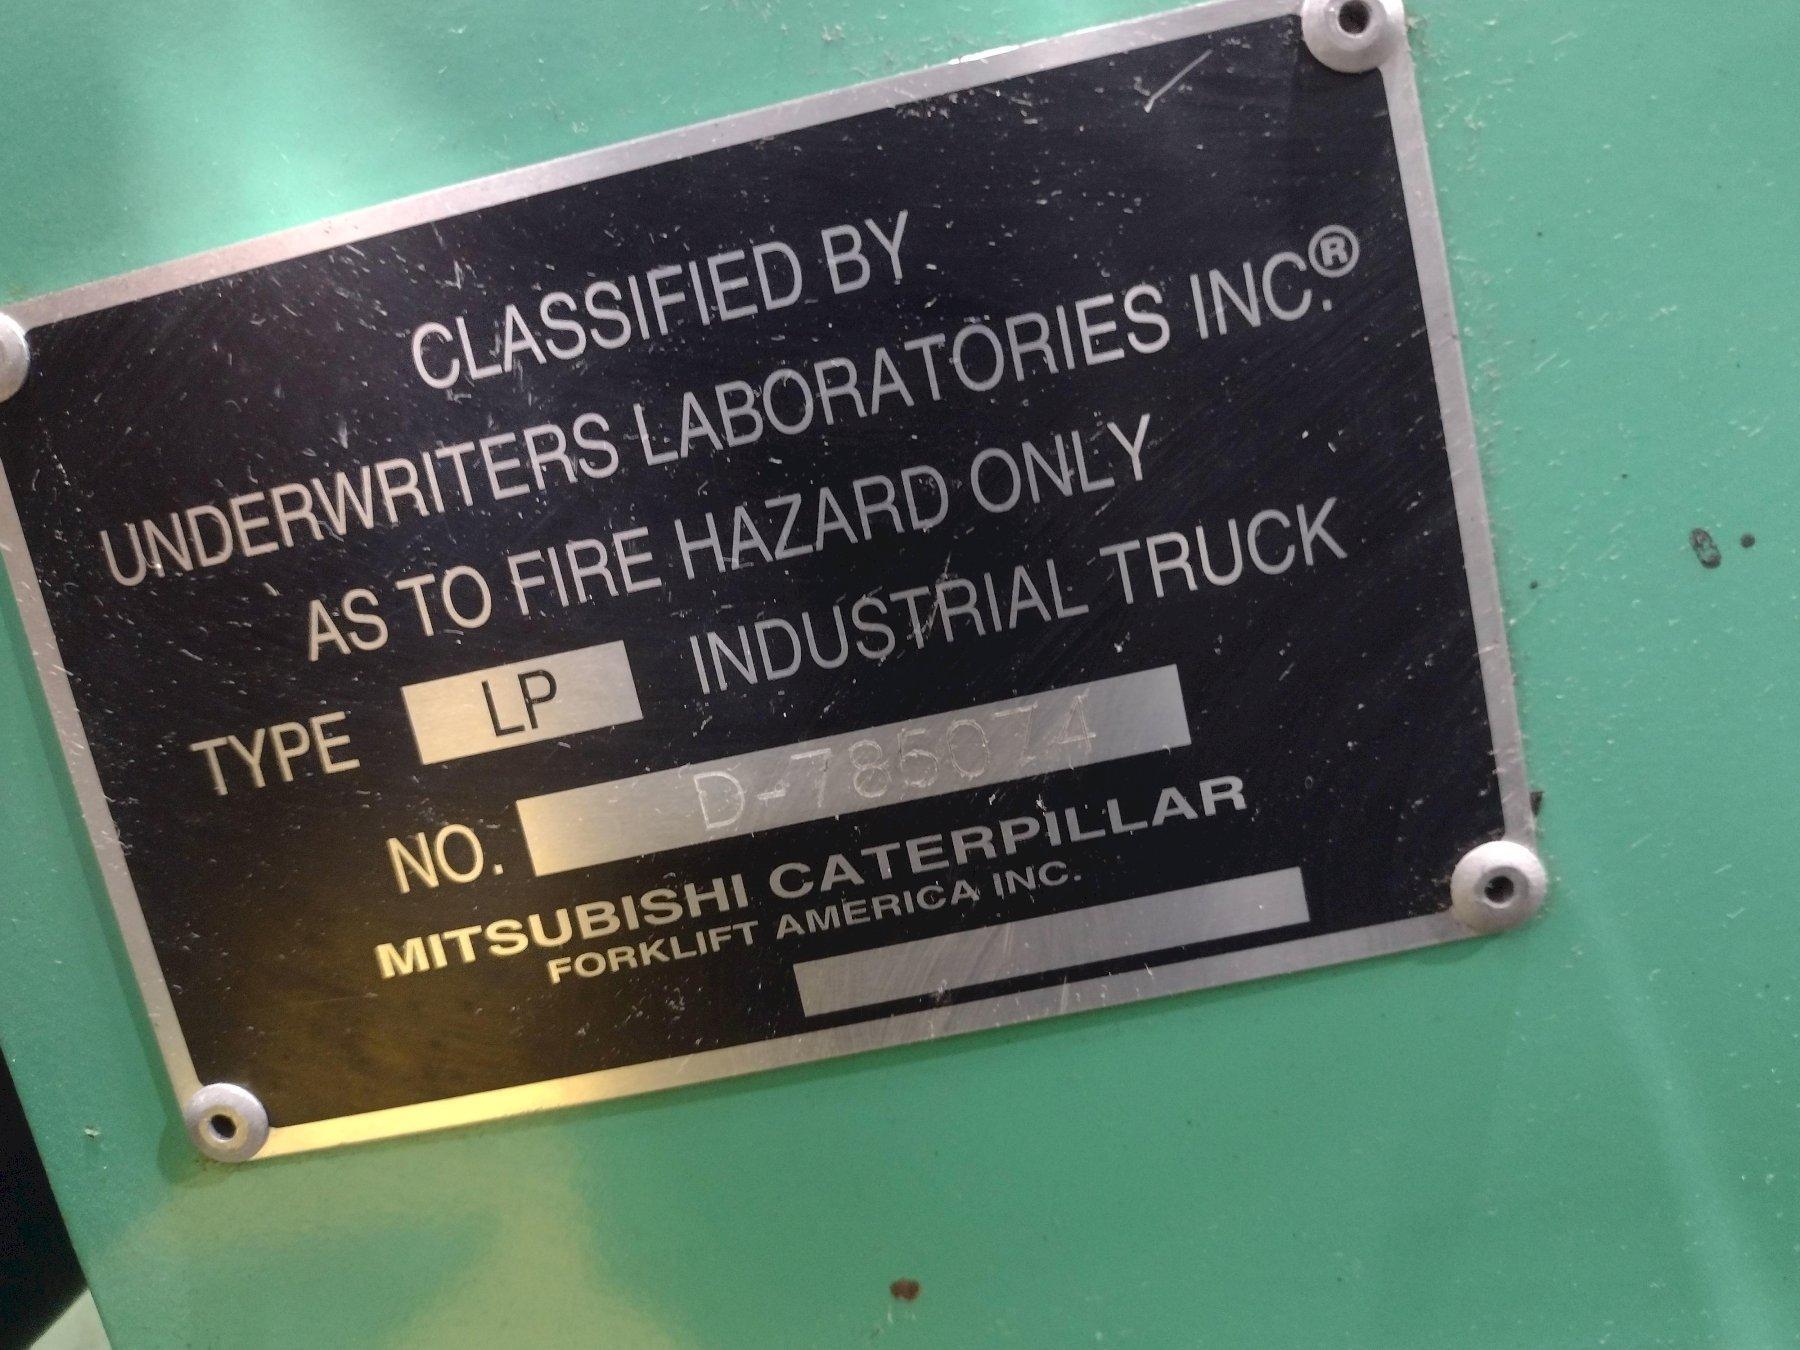 CLASSIFIED BY
UNDERWRITERS LABORATORIES INC.®
AS TO FIRE HAZARD ONLY
TYPE LP INDUSTRIAL TRUCK
NO. D-785074
MITSUBISHI CATERPILLAR
FORKLIFT AMERICA INC.